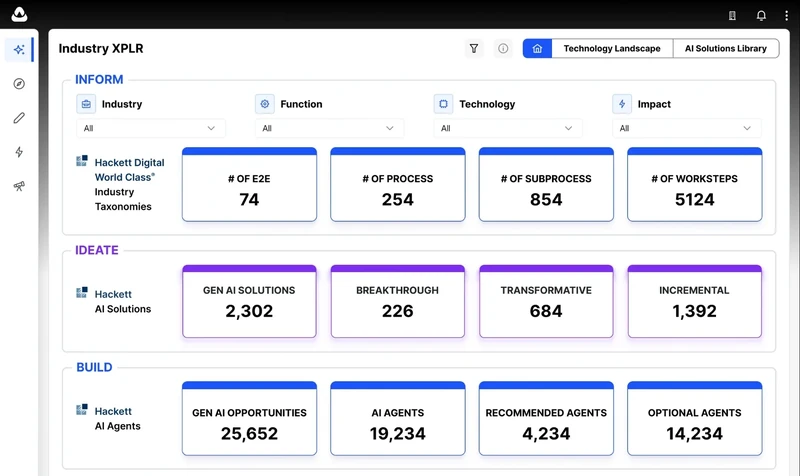 Industry XPLR
Technology Landscape
AI Solutions Library
INFORM
Industry
Function
Technology
Impact
All
All
All
All
Hackett Digital
World Class®
Industry
Taxonomies
# OF E2E
74
# OF PROCESS
254
# OF SUBPROCESS
854
# OF WORKSTEPS
5124
IDEATE
Hackett
AI Solutions
GEN AI SOLUTIONS
2,302
BREAKTHROUGH
226
TRANSFORMATIVE
684
INCREMENTAL
1,392
BUILD
Hackett
AI Agents
GEN AI OPPORTUNITIES
25,652
AI AGENTS
19,234
RECOMMENDED AGENTS
4,234
OPTIONAL AGENTS
14,234